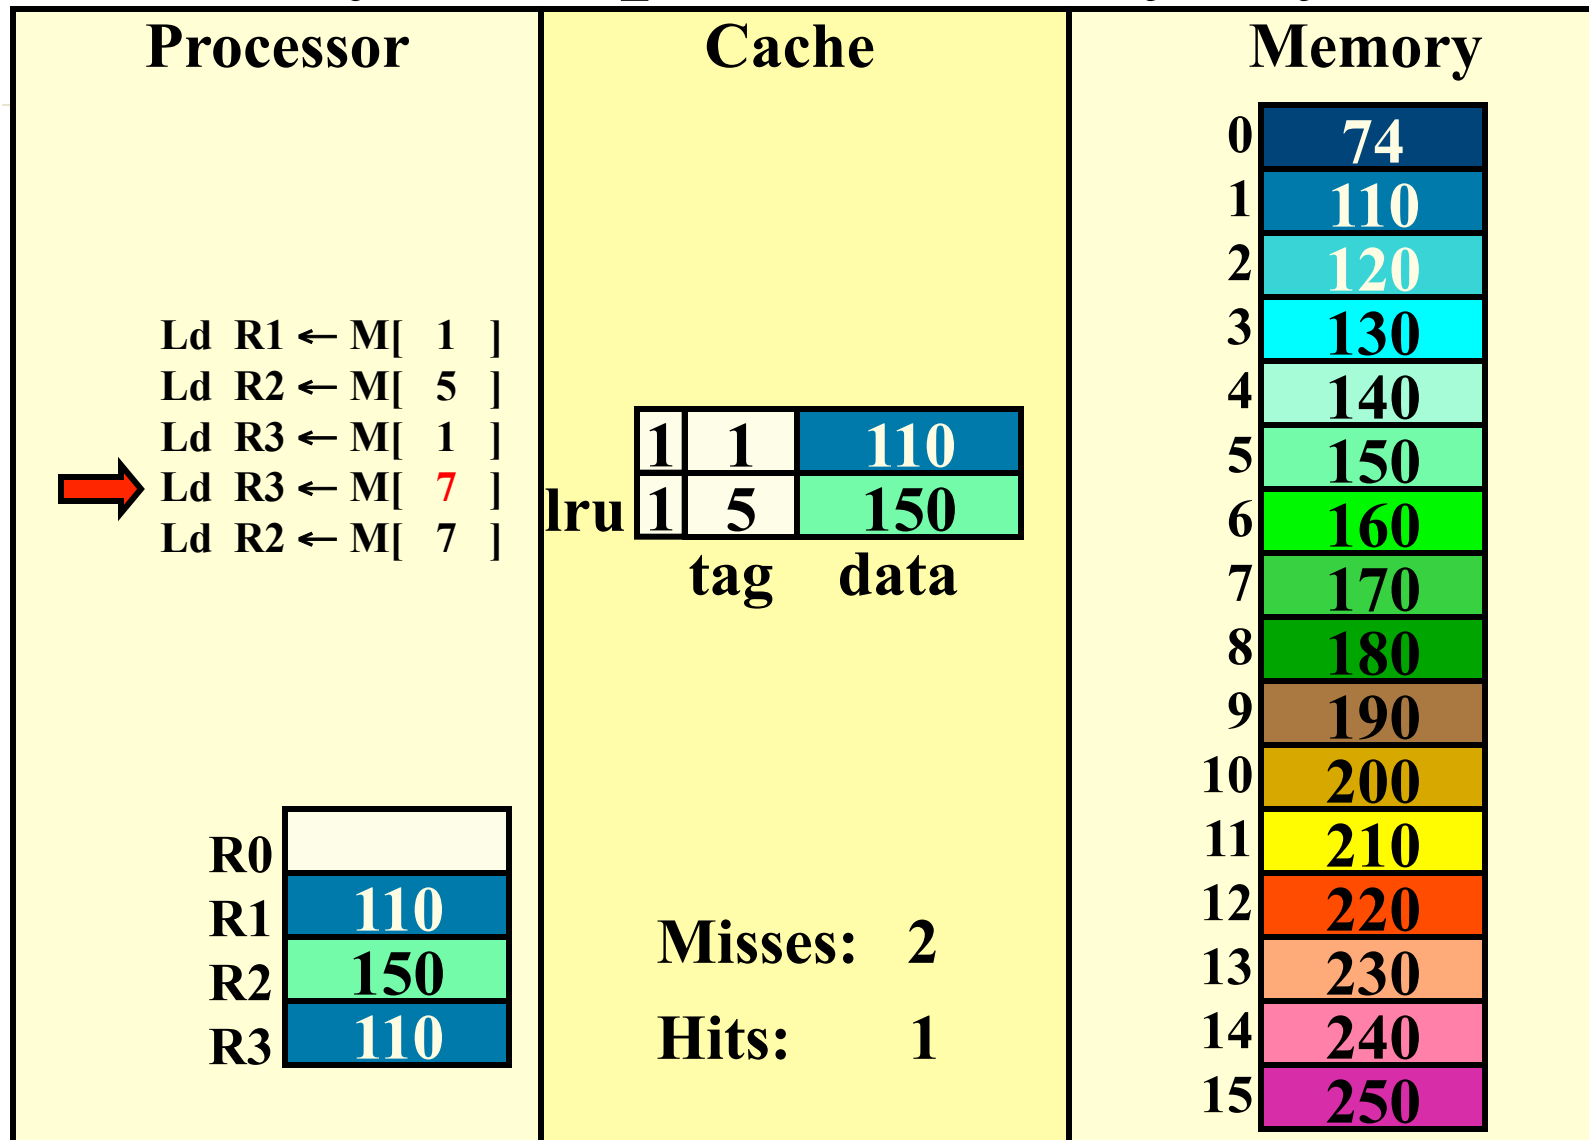 Processor
Cache
Memory
Ld R1 ← M[ 1 ]
Ld R2 ← M[ 5 ]
Ld R3 ← M[ 1 ]
Ld R3 ← M[ 7 ]
Ld R2 ← M[ 7 ]
R0
R1 110
R2 150
R3 110
1 1 110
lru 1 5 150
tag data
Misses: 2
Hits: 1
0 74
1 110
2 120
3 130
4 140
5 150
6 160
7 170
8 180
9 190
10 200
11 210
12 220
13 230
14 240
15 250